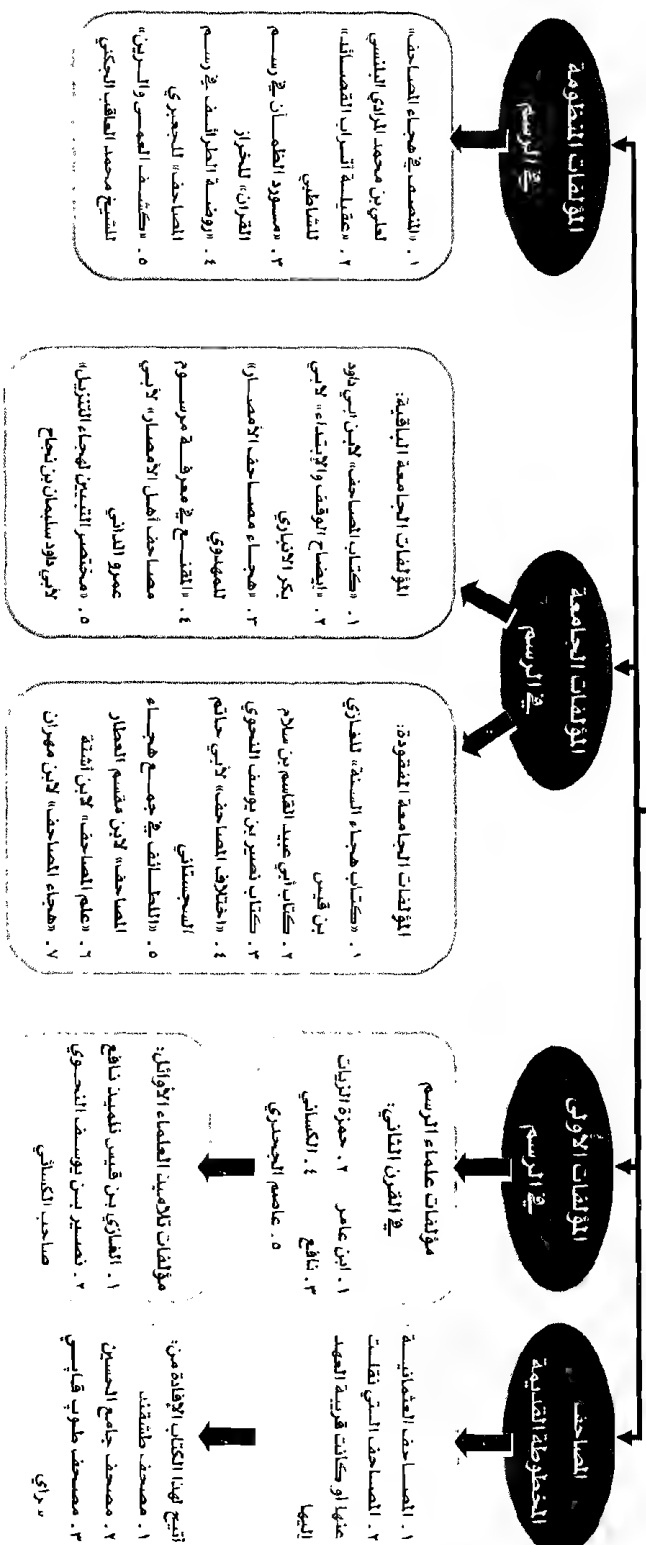 المصاحف
المخطوطة القديمة
١. المصاحف العثمانية
٢. المصاحف التي نقلت
عنها أو كانت قريبة العهد
إليها
أتيح لهذا الكتاب الإفادة من:
١. مصحف طشقند
٢. مصحف جامع الحسين
٣. مصحف طوب قابي
سراي
المؤلفات الأولى
في الرسم
مؤلفات علماء الرسم
في القرن الثاني:
١. ابن عامر ٢. حمزة الزيات
٣. نافع ٤. الكسائي
٥. عاصم الجحدري
مؤلفات تلاميذ العلماء الأوائل:
١. الغازي بن قيس تلميذ نافع
٢. نصير بن يوسف النحوي
صاحب الكسائي
المؤلفات الجامعة
في الرسم
المؤلفات الجامعة المفقودة:
١. «كتاب هجاء السنة» للغازي
بن قيس
٢. كتاب أبي عبيد القاسم بن سلام
٣. كتاب نصير بن يوسف النحوي
٤. «اختلاف المصاحف» لأبي حاتم
السجستاني
٥. «اللطائف في جمع هجاء
المصاحف» لابن مقسم العطار
٦. «علم المصاحف» لابن أشتة
٧. «هجاء المصاحف» لابن مهران
المؤلفات الجامعة الباقية:
١. «كتاب المصاحف» لابن أبي داود
٢. «إيضاح الوقف والابتداء» لأبي
بكر الأنباري
٣. «هجاء مصاحف الأمصار»
للمهدوي
٤. «المقنع في معرفة مرسوم
مصاحف أهل الأمصار» لأبي
عمرو الداني
٥. «مختصر التبيين لهجاء التنزيل»
لأبي داود سليمان بن نجاح
المؤلفات المنظومة
في الرسم
١. «المنصف في هجاء المصاحف»
لعلي بن محمد المرادي البلنسي
٢. «عقيلة أتراب القصائد»
للشاطبي
٣. «مورد الظمآن في رسم
القرآن» للخراز
٤. «روضة الطرائف في رسم
المصاحف» للجعبري
٥. «كشف العمى والرين»
للشيخ محمد العاقب الجكني